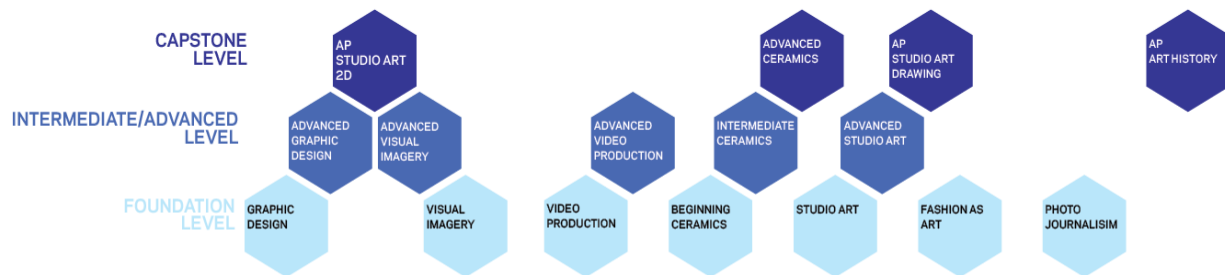 CAPSTONE
LEVEL
AP
STUDIO ART
2D
ADVANCED
CERAMICS
AP
STUDIO ART
DRAWING
AP
ART HISTORY
INTERMEDIATE/ADVANCED
LEVEL
ADVANCED
GRAPHIC
DESIGN
ADVANCED
VISUAL
IMAGERY
ADVANCED
VIDEO
PRODUCTION
INTERMEDIATE
CERAMICS
ADVANCED
STUDIO ART
FOUNDATION
LEVEL
GRAPHIC
DESIGN
VISUAL
IMAGERY
VIDEO
PRODUCTION
BEGINNING
CERAMICS
STUDIO ART
FASHION AS
ART
PHOTO
JOURNALISIM